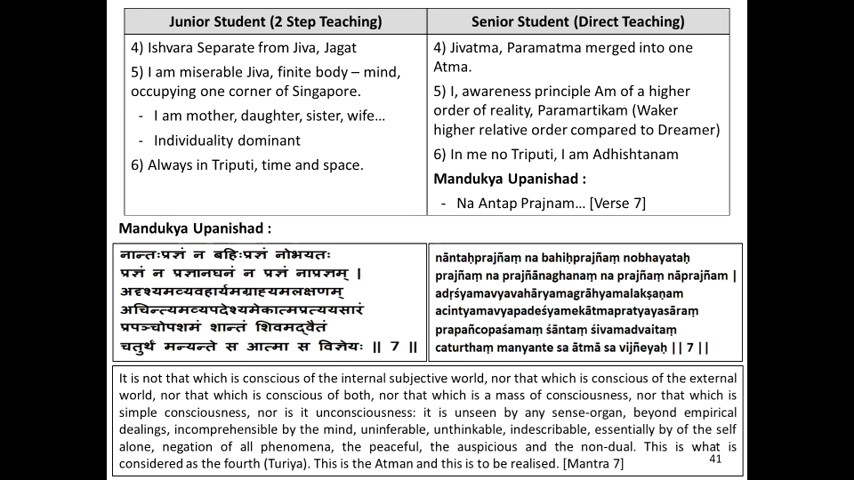 Junior Student (2 Step Teaching)
4) Ishvara Separate from Jiva, Jagat
5) I am miserable Jiva, finite body – mind,
occupying one corner of Singapore.
- I am mother, daughter, sister, wife...
- Individuality dominant
6) Always in Triputi, time and space.
Senior Student (Direct Teaching)
4) Jivatma, Paramatma merged into one
Atma.
5) I, awareness principle Am of a higher
order of reality, Paramartikam (Waker
higher relative order compared to Dreamer)
6) In me no Triputi, I am Adhishtanam
Mandukya Upanishad :
- Na Antap Prajnam... [Verse 7]
Mandukya Upanishad :
नान्तःप्रज्ञं न बहिःप्रज्ञं नोभयतः
प्रज्ञं न प्रज्ञानघनं न प्रज्ञं नाप्रज्ञम् |
अदृश्यमव्यवहार्यमग्राह्यमलक्षणम्
अचिन्त्यमव्यपदेश्यमेकात्मप्रत्ययसारं
प्रपञ्चोपशमं शान्तं शिवमद्वैतं
चतुर्थं मन्यन्ते स आत्मा स विज्ञेयः || 7 ||
nāntaḥprajñaṃ na bahiḥprajñaṃ nobhayataḥ
prajñaṃ na prajñānaghanaṃ na prajñaṃ nāprajñam |
adṛśyamavyavahāryamagrāhyamalakṣaṇam
acintyamavyapadeśyamekātmapratyayasāraṃ
prapañcopaśamaṃ śāntaṃ śivamadvaitaṃ
caturthaṃ manyante sa ātmā sa vijñeyaḥ || 7 ||
It is not that which is conscious of the internal subjective world, nor that which is conscious of the external
world, nor that which is conscious of both, nor that which is a mass of consciousness, nor that which is
simple consciousness, nor is it unconsciousness: it is unseen by any sense-organ, beyond empirical
dealings, incomprehensible by the mind, uninferable, unthinkable, indescribable, essentially by of the self
alone, negation of all phenomena, the peaceful, the auspicious and the non-dual. This is what is
considered as the fourth (Turiya). This is the Atman and this is to be realised. [Mantra 7]
41